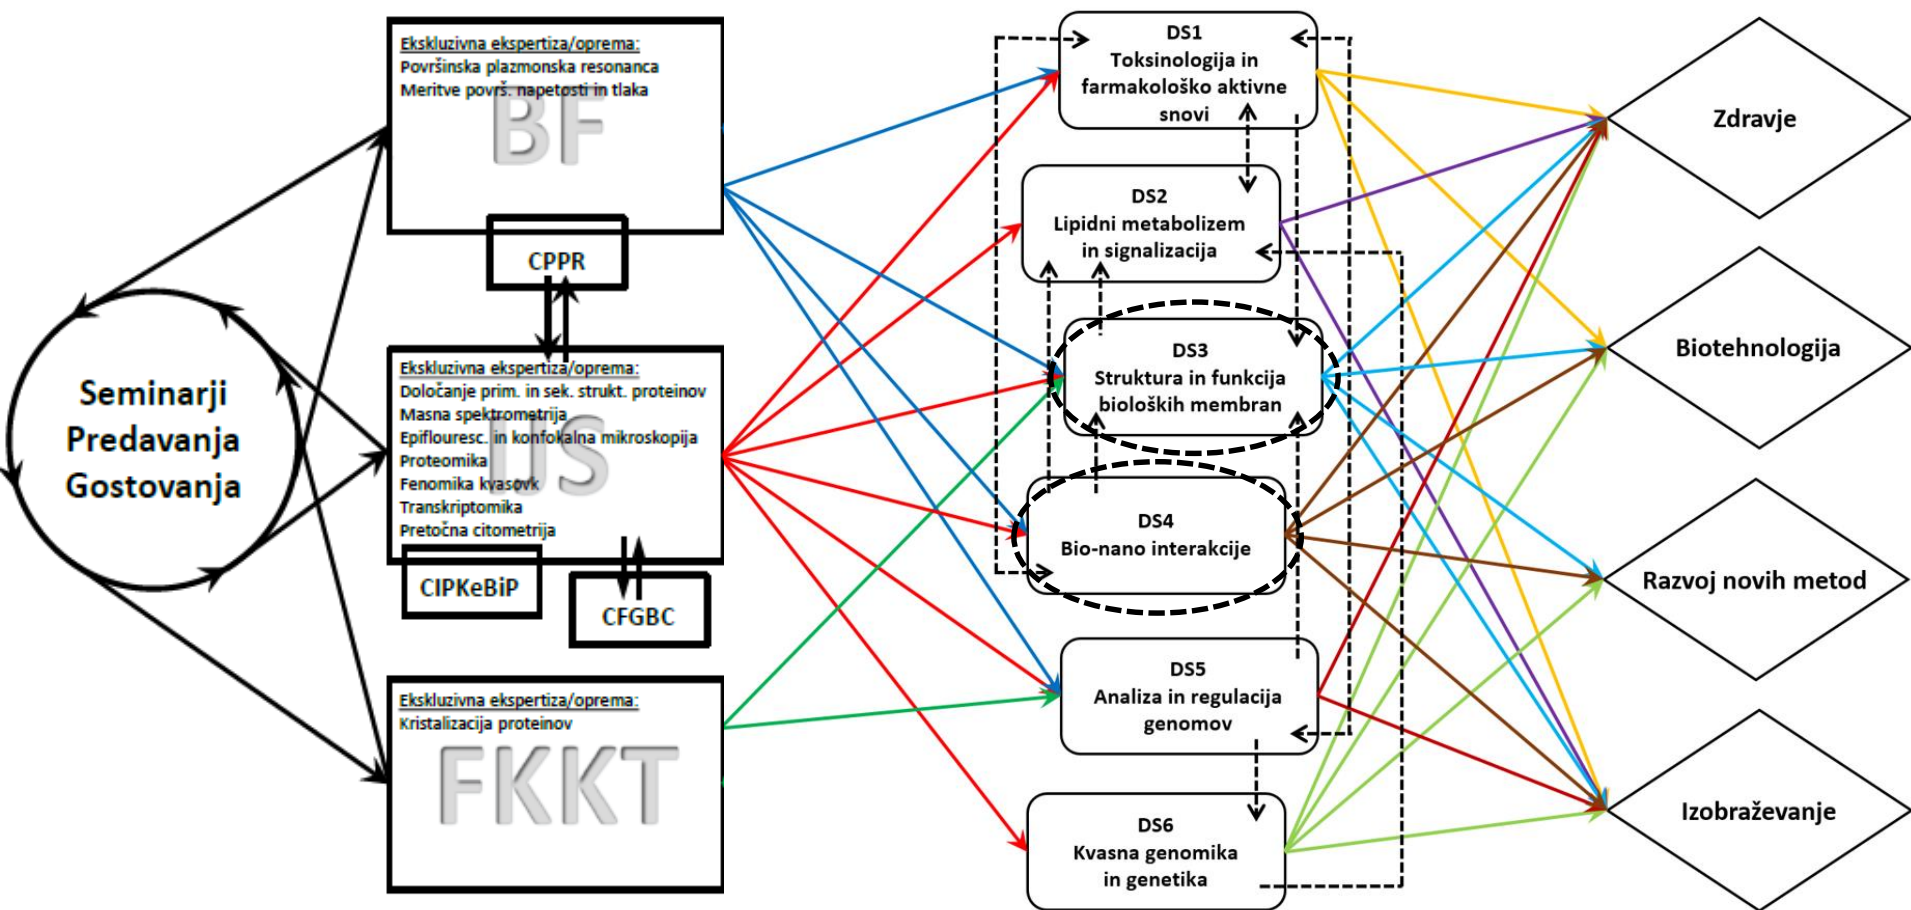 Seminarji
Predavanja
Gostovanja
Ekskluzivna ekspertiza/oprema:
Površinska plazmonska resonanca
Meritve površ. napetosti in tlaka
BF
CPPR
Ekskluzivna ekspertiza/oprema:
Določanje prim. in sek. strukt. proteinov
Masna spektrometrija
Epiflouresc. in konfokalna mikroskopija
Proteomika
Fenomika kvasovk
Transkriptomika
Pretočna citometrija
IJS
CIPKeBiP
CFGBC
Ekskluzivna ekspertiza/oprema:
Kristalizacija proteinov
FKKT
DS1
Toksinologija in
farmakološko aktivne
snovi
DS2
Lipidni metabolizem
in signalizacija
DS3
Struktura in funkcija
bioloških membran
DS4
Bio-nano interakcije
DS5
Analiza in regulacija
genomov
DS6
Kvasna genomika
in genetika
Zdravje
Biotehnologija
Razvoj novih metod
Izobraževanje